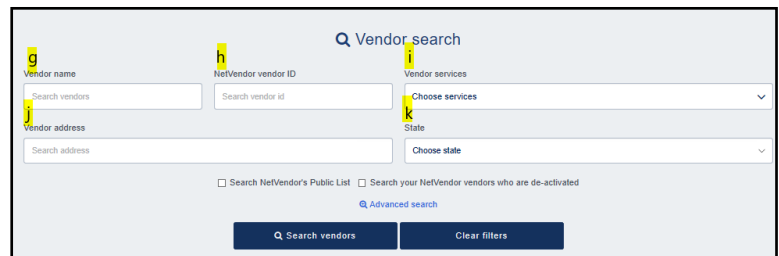 Vendor search
g h i
Vendor name NetVendor vendor ID Vendor services
Search vendors Search vendor id Choose services
j k
Vendor address State
Search address Choose state
Search NetVendor's Public List Search your NetVendor vendors who are de-activated
Advanced search
Search vendors Clear filters